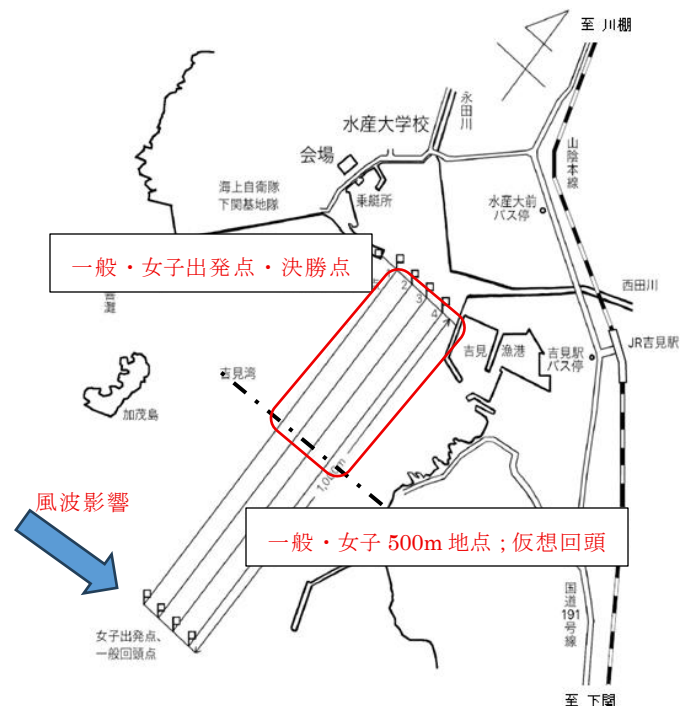 至 川棚
永田川
水産大学校
会場
山陰本線
海上自衛隊
下関基地隊
乗艇所
水産大前
バス停
一般・女子出発点・決勝点
西田川
2
3
4
灘
吉見 漁港
吉見駅
バス停
JR吉見駅
吉見湾
加茂島
1,000m
風波影響
一般・女子 500m 地点 ; 仮想回頭
国道
191
号線
女子出発点、
一般回頭点
至 下関